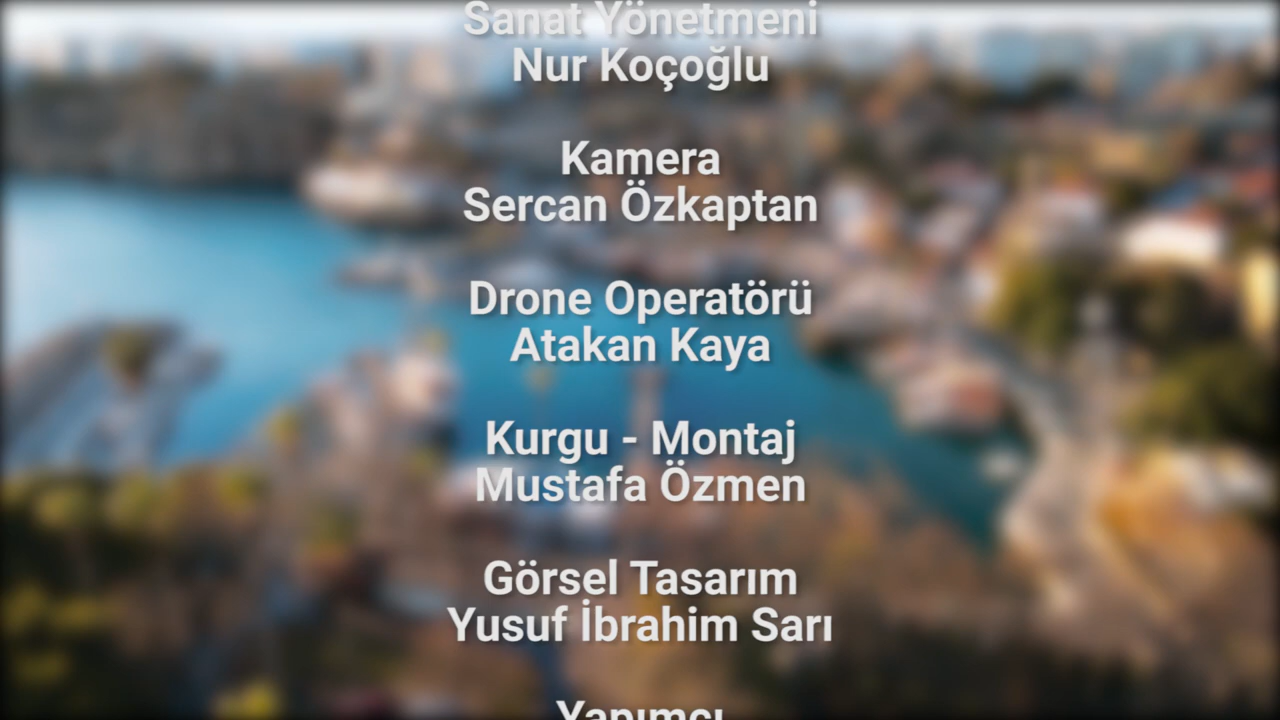 Sanat Yönetmeni
Nur Koçoğlu
Kamera
Sercan Özkaptan
Drone Operatörü
Atakan Kaya
Kurgu - Montaj
Mustafa Özmen
Görsel Tasarım
Yusuf İbrahim Sarı
Yapımcı